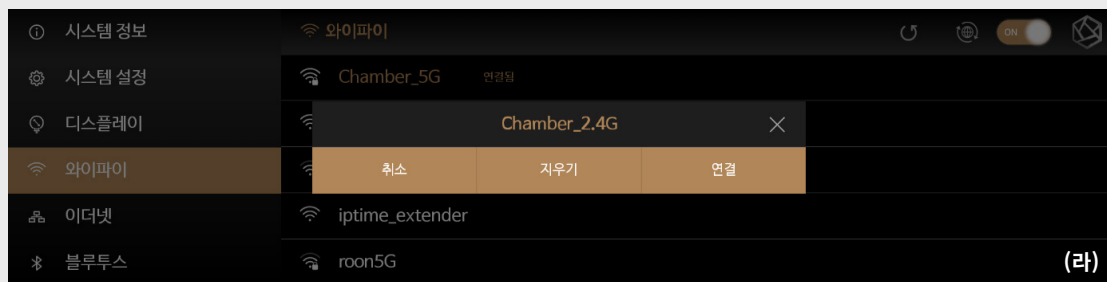 시스템 정보
시스템 설정
디스플레이
와이파이
이더넷
블루투스
와이파이
ON
Chamber_5G 연결됨
Chamber_2.4G
취소 지우기 연결
iptime_extender
roon5G
(라)